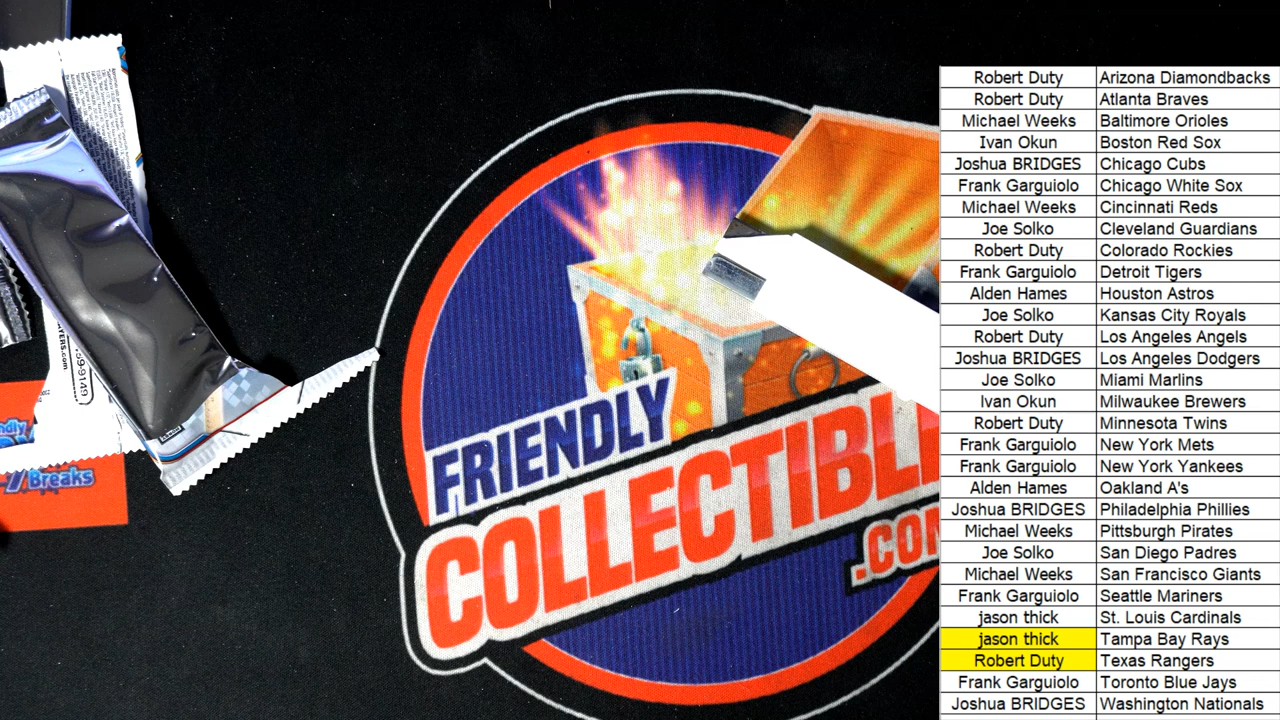 AYERS.com
59-9149
ndly
Breaks
FRIENDLY
COLLECTIBL
.CO
Robert Duty Arizona Diamondbacks
Robert Duty Atlanta Braves
Michael Weeks Baltimore Orioles
Ivan Okun Boston Red Sox
Joshua BRIDGES Chicago Cubs
Frank Garguiolo Chicago White Sox
Michael Weeks Cincinnati Reds
Joe Solko Cleveland Guardians
Robert Duty Colorado Rockies
Frank Garguiolo Detroit Tigers
Alden Hames Houston Astros
Joe Solko Kansas City Royals
Robert Duty Los Angeles Angels
Joshua BRIDGES Los Angeles Dodgers
Joe Solko Miami Marlins
Ivan Okun Milwaukee Brewers
Robert Duty Minnesota Twins
Frank Garguiolo New York Mets
Frank Garguiolo New York Yankees
Alden Hames Oakland A's
Joshua BRIDGES Philadelphia Phillies
Michael Weeks Pittsburgh Pirates
Joe Solko San Diego Padres
Michael Weeks San Francisco Giants
Frank Garguiolo Seattle Mariners
jason thick St. Louis Cardinals
jason thick Tampa Bay Rays
Robert Duty Texas Rangers
Frank Garguiolo Toronto Blue Jays
Joshua BRIDGES Washington Nationals